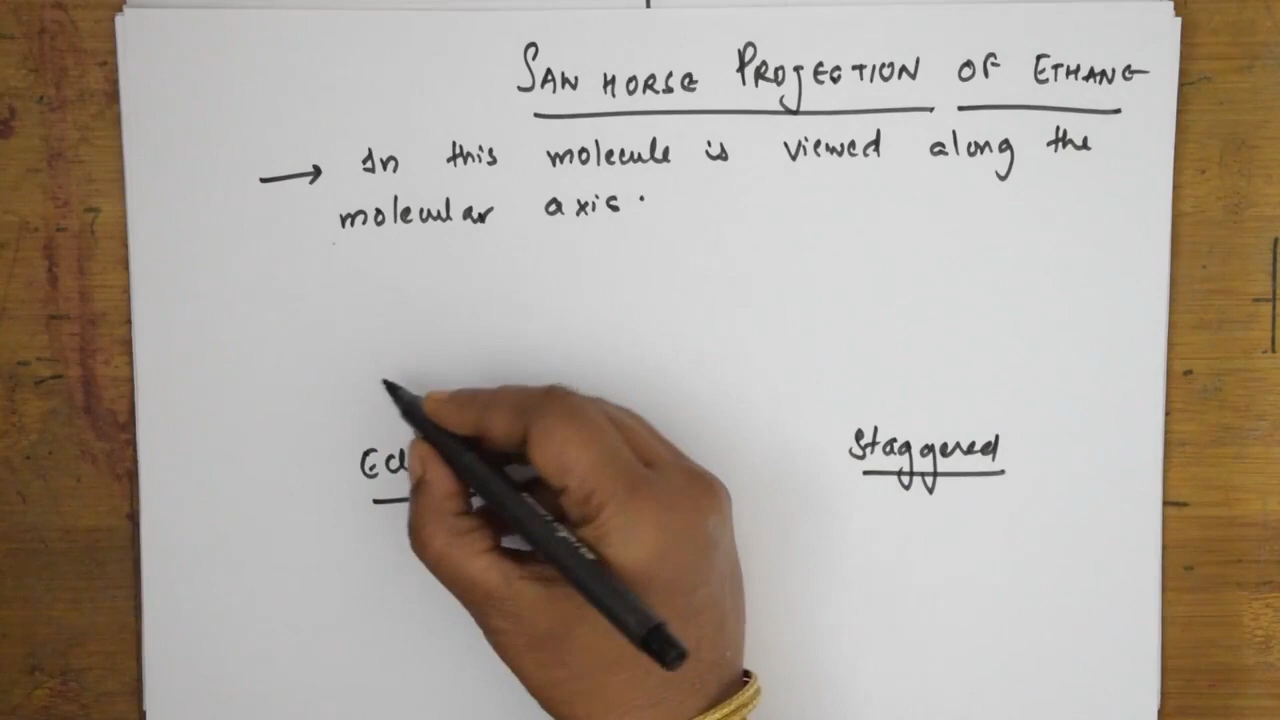 SAW HORSE PROJECTION OF ETHANE
→ In this molecule is viewed along the
molecular axis.
Staggered